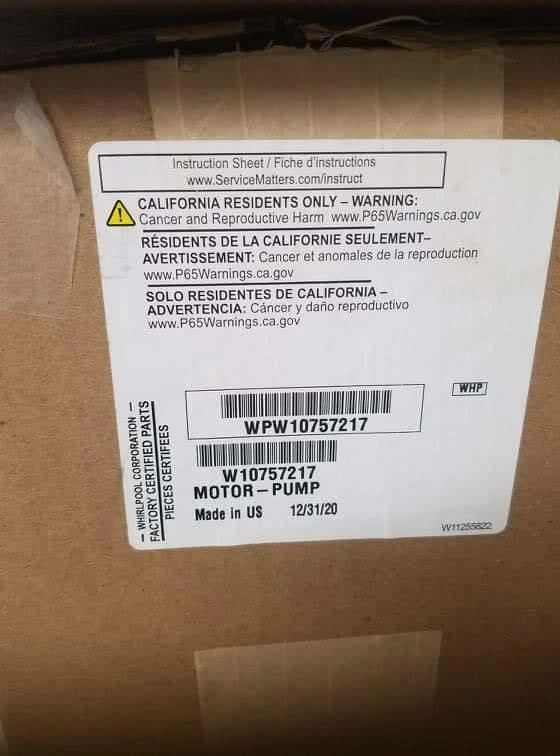 Instruction Sheet / Fiche d'instructions
www.ServiceMatters.com/instruct
CALIFORNIA RESIDENTS ONLY – WARNING:
Cancer and Reproductive Harm www.P65Warnings.ca.gov
RÉSIDENTS DE LA CALIFORNIE SEULEMENT–
AVERTISSEMENT: Cancer et anomales de la reproduction
www.P65Warnings.ca.gov
SOLO RESIDENTES DE CALIFORNIA –
ADVERTENCIA: Cáncer y daño reproductivo
www.P65Warnings.ca.gov
WHP
WPW10757217
W10757217
MOTOR-PUMP
Made in US 12/31/20
– WHIRLPOOL CORPORATION –
FACTORY CERTIFIED PARTS
PIECES CERTIFEES
W11255822